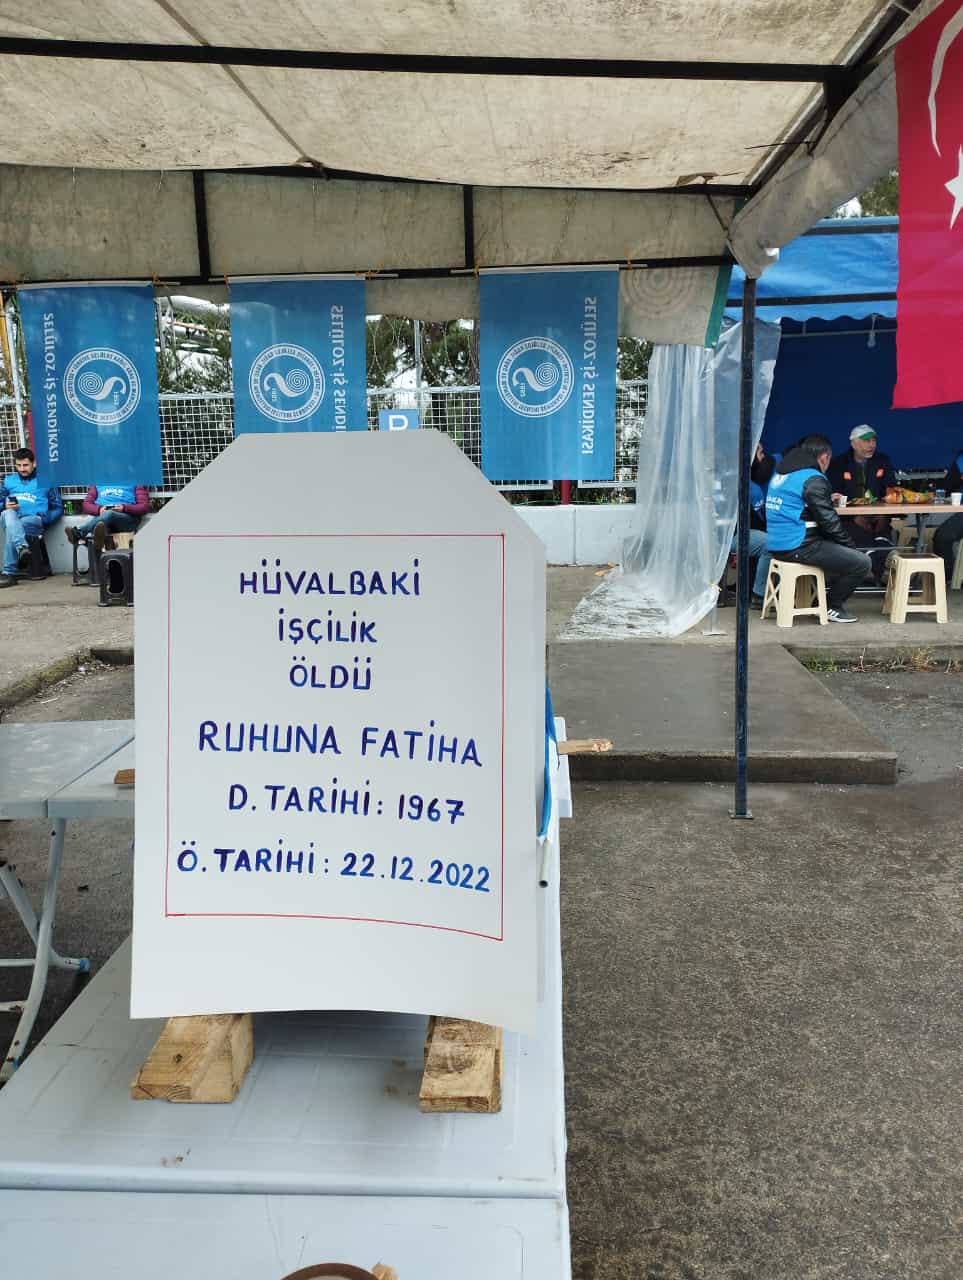 SELÜLOZ-İŞ SENDİKASI
SELÜLOZ-İŞ SENDİKASI
SELÜLOZ-İŞ SENDİKASI
P
HÜVALBAKİ
İŞÇİLİK
ÖLDÜ
RUHUNA FATİHA
D. TARİHİ: 1967
Ö. TARİHİ: 22.12.2022